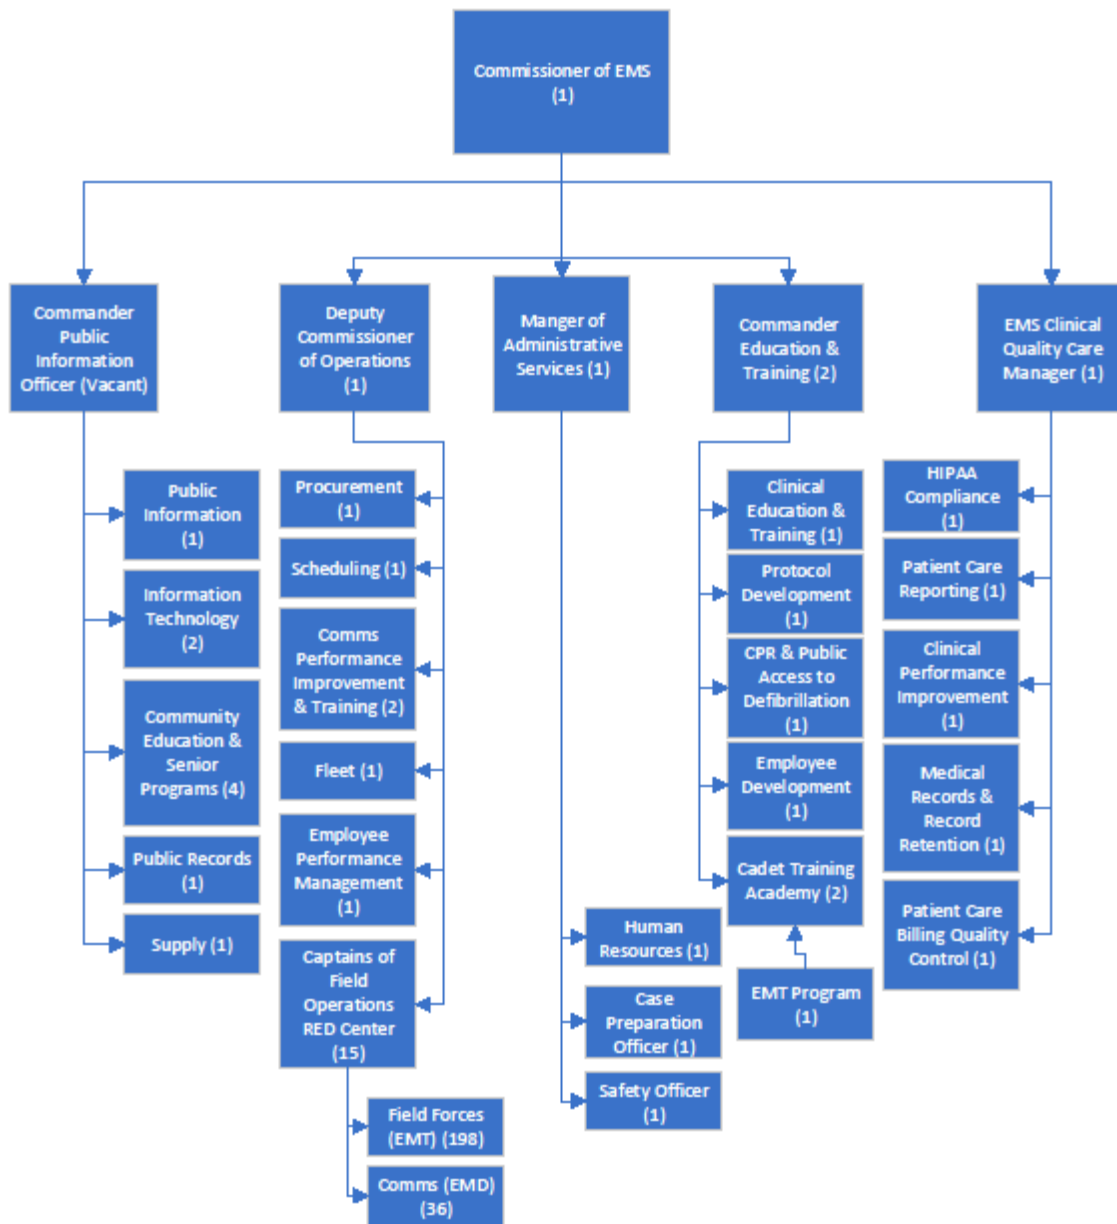 Commissioner of EMS
(1)
Commander
Public
Information
Officer (Vacant)
Deputy
Commissioner
of Operations
(1)
Manger of
Administrative
Services (1)
Commander
Education &
Training (2)
EMS Clinical
Quality Care
Manager (1)
Public
Information
(1)
Information
Technology
(2)
Community
Education &
Senior
Programs (4)
Public Records
(1)
Supply (1)
Procurement
(1)
Scheduling (1)
Comms
Performance
Improvement
& Training (2)
Fleet (1)
Employee
Performance
Management
(1)
Captains of
Field
Operations
RED Center
(15)
Field Forces
(EMT) (198)
Comms (EMD)
(36)
Human
Resources (1)
Case
Preparation
Officer (1)
Safety Officer
(1)
Clinical
Education &
Training (1)
Protocol
Development
(1)
CPR & Public
Access to
Defibrillation
(1)
Employee
Development
(1)
Cadet Training
Academy (2)
EMT Program
(1)
HIPAA
Compliance
(1)
Patient Care
Reporting (1)
Clinical
Performance
Improvement
(1)
Medical
Records &
Record
Retention (1)
Patient Care
Billing Quality
Control (1)